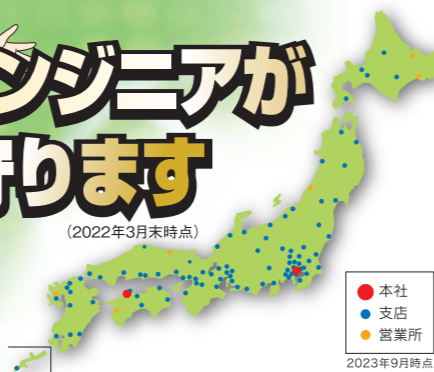 ンジニアが
ります
（2022年3月末時点）
本社
支店
営業所
2023年9月時点